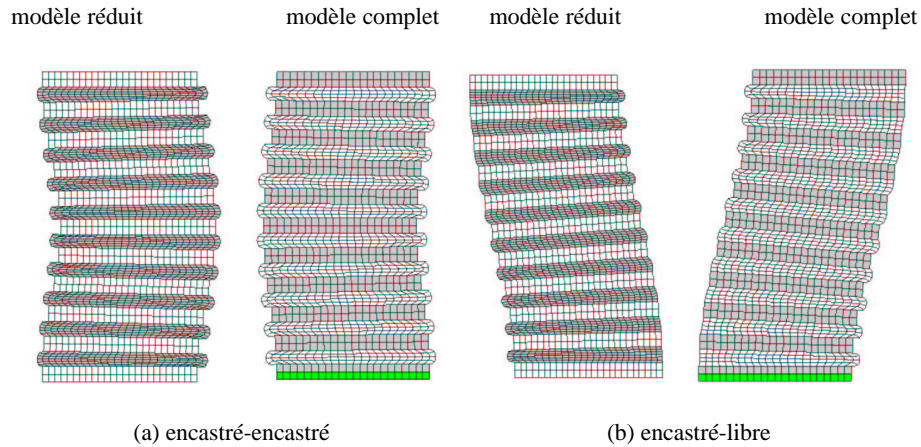 modèle réduit modèle complet modèle réduit modèle complet
(a) encastré-encastré (b) encastré-libre